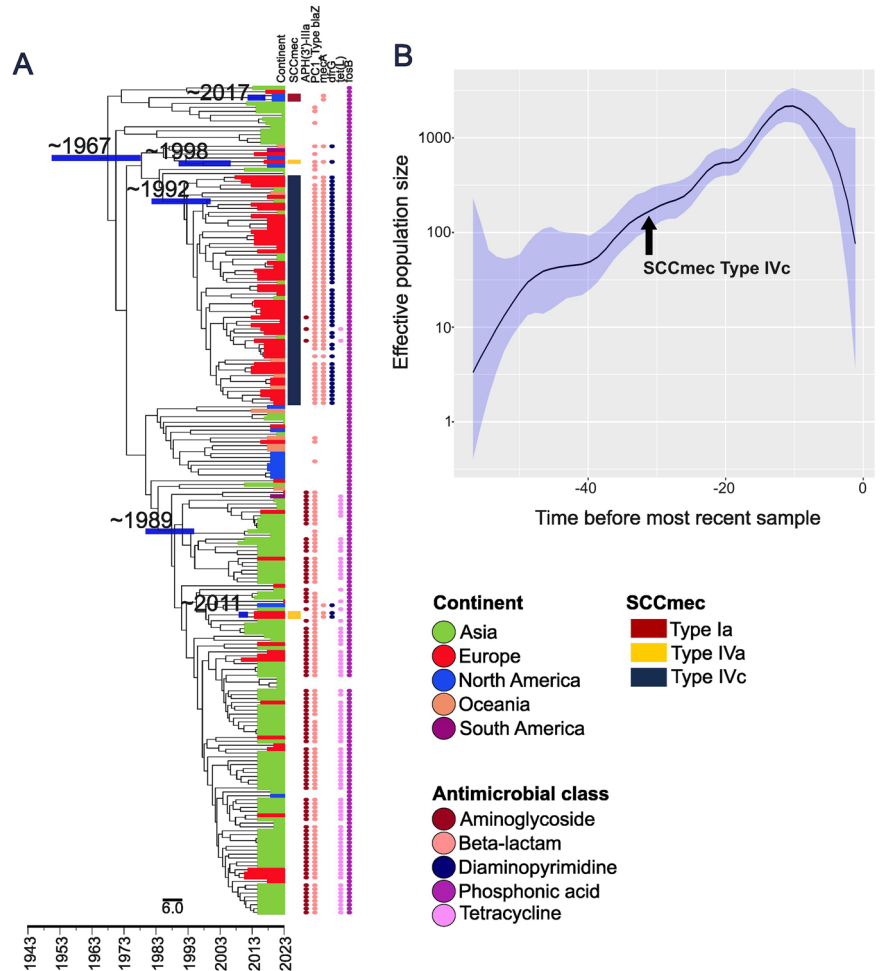 A
Continent
SCCmec
APH(3')-IIIa
PC1 Type blaZ
mecA
dfrG
tet(L)
fosB
~2017
~1967
~1998
~1992
~1989
~2011
6.0
1943
1953
1963
1973
1983
1993
2003
2013
2023
B
Effective population size
1000
100
10
1
SCCmec Type IVc
-40
-20
0
Time before most recent sample
Continent
Asia
Europe
North America
Oceania
South America
SCCmec
Type Ia
Type IVa
Type IVc
Antimicrobial class
Aminoglycoside
Beta-lactam
Diaminopyrimidine
Phosphonic acid
Tetracycline